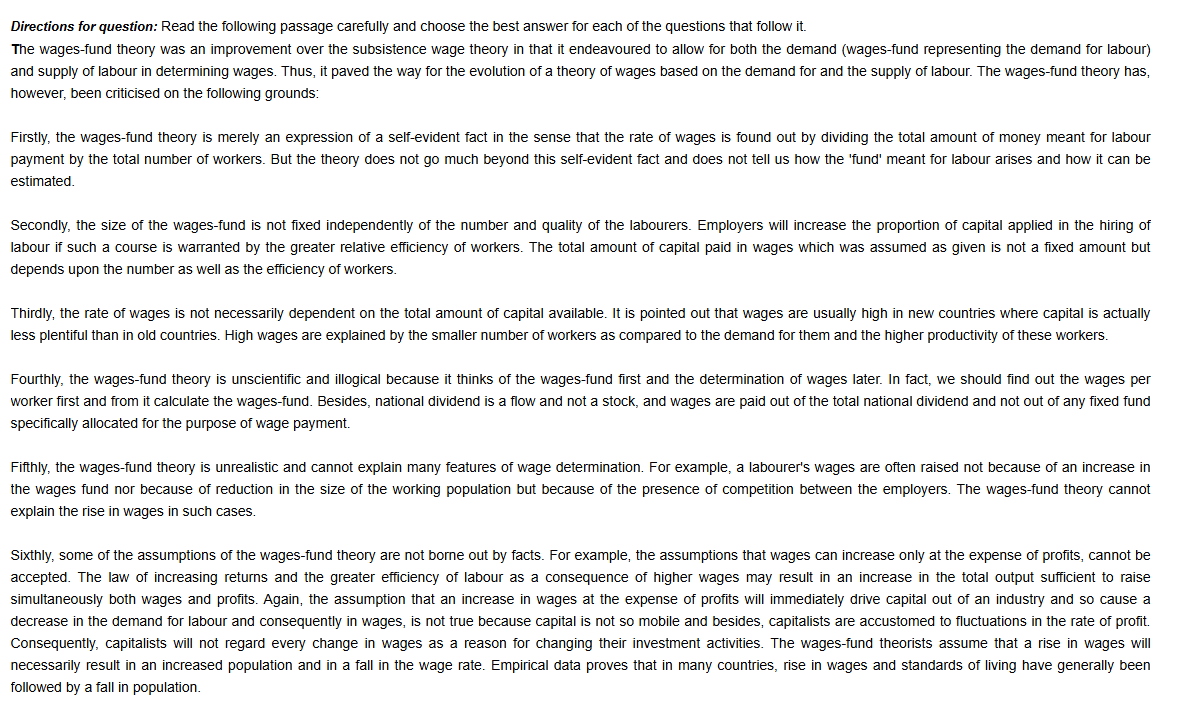 Directions for question: Read the following passage carefully and choose the best answer for each of the questions that follow it.
The wages-fund theory was an improvement over the subsistence wage theory in that it endeavoured to allow for both the demand (wages-fund representing the demand for labour)
and supply of labour in determining wages. Thus, it paved the way for the evolution of a theory of wages based on the demand for and the supply of labour. The wages-fund theory has,
however, been criticised on the following grounds:
Firstly, the wages-fund theory is merely an expression of a self-evident fact in the sense that the rate of wages is found out by dividing the total amount of money meant for labour
payment by the total number of workers. But the theory does not go much beyond this self-evident fact and does not tell us how the 'fund' meant for labour arises and how it can be
estimated.
Secondly, the size of the wages-fund is not fixed independently of the number and quality of the labourers. Employers will increase the proportion of capital applied in the hiring of
labour if such a course is warranted by the greater relative efficiency of workers. The total amount of capital paid in wages which was assumed as given is not a fixed amount but
depends upon the number as well as the efficiency of workers.
Thirdly, the rate of wages is not necessarily dependent on the total amount of capital available. It is pointed out that wages are usually high in new countries where capital is actually
less plentiful than in old countries. High wages are explained by the smaller number of workers as compared to the demand for them and the higher productivity of these workers.
Fourthly, the wages-fund theory is unscientific and illogical because it thinks of the wages-fund first and the determination of wages later. In fact, we should find out the wages per
worker first and from it calculate the wages-fund. Besides, national dividend is a flow and not a stock, and wages are paid out of the total national dividend and not out of any fixed fund
specifically allocated for the purpose of wage payment.
Fifthly, the wages-fund theory is unrealistic and cannot explain many features of wage determination. For example, a labourer's wages are often raised not because of an increase in
the wages fund nor because of reduction in the size of the working population but because of the presence of competition between the employers. The wages-fund theory cannot
explain the rise in wages in such cases.
Sixthly, some of the assumptions of the wages-fund theory are not borne out by facts. For example, the assumptions that wages can increase only at the expense of profits, cannot be
accepted. The law of increasing returns and the greater efficiency of labour as a consequence of higher wages may result in an increase in the total output sufficient to raise
simultaneously both wages and profits. Again, the assumption that an increase in wages at the expense of profits will immediately drive capital out of an industry and so cause a
decrease in the demand for labour and consequently in wages, is not true because capital is not so mobile and besides, capitalists are accustomed to fluctuations in the rate of profit.
Consequently, capitalists will not regard every change in wages as a reason for changing their investment activities. The wages-fund theorists assume that a rise in wages will
necessarily result in an increased population and in a fall in the wage rate. Empirical data proves that in many countries, rise in wages and standards of living have generally been
followed by a fall in population.